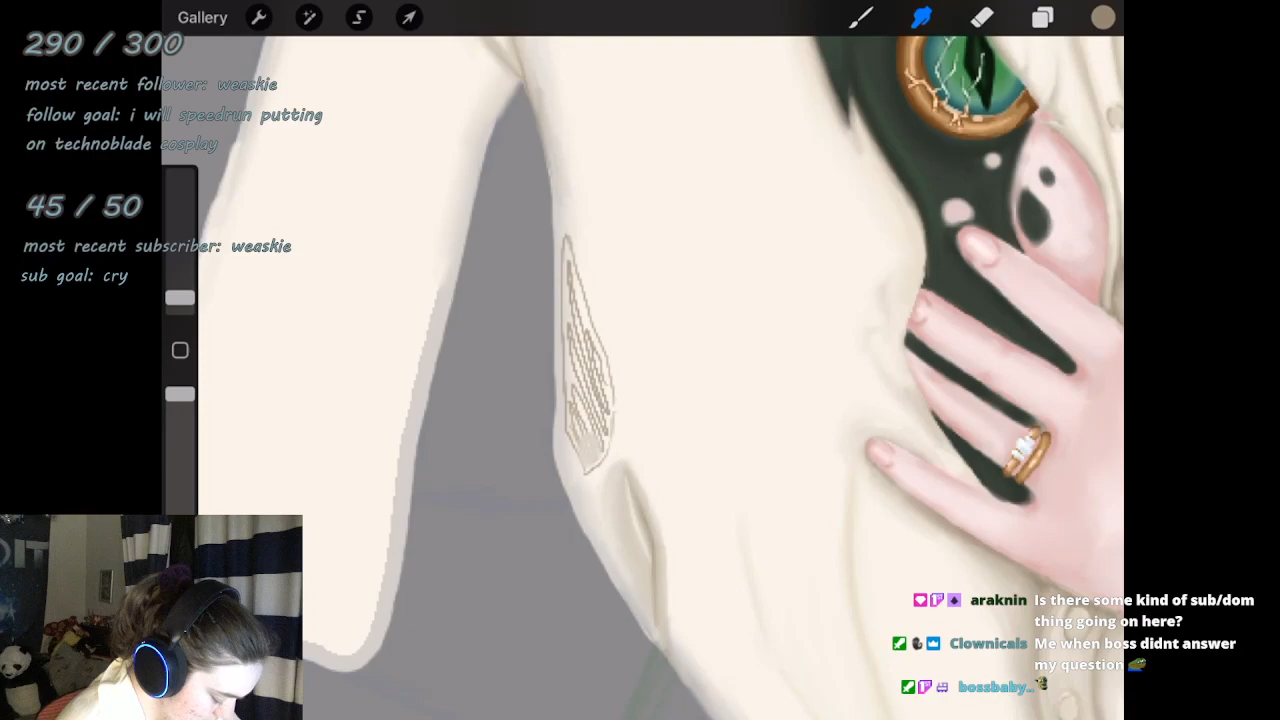 Gallery
290 / 300
most recent follower: weaskie
follow goal: i will speedrun putting
on technoblade cosplay
45 / 50
most recent subscriber: weaskie
sub goal: cry
araknin Is there some kind of sub/dom
thing going on here?
Clownicals Me when boss didnt answer
my question
bossbaby..